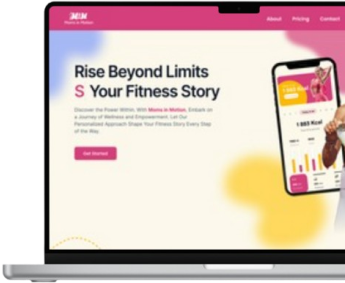 Moms in Motion
About Pricing Contact
Rise Beyond Limits
S Your Fitness Story
Discover the Power Within. With Moms in Motion, Embark on
a Journey of Wellness and Empowerment. Let Our
Personalized Approach Shape Your Fitness Story Every Step
of the Way.
Get Started
1 883 Kcal